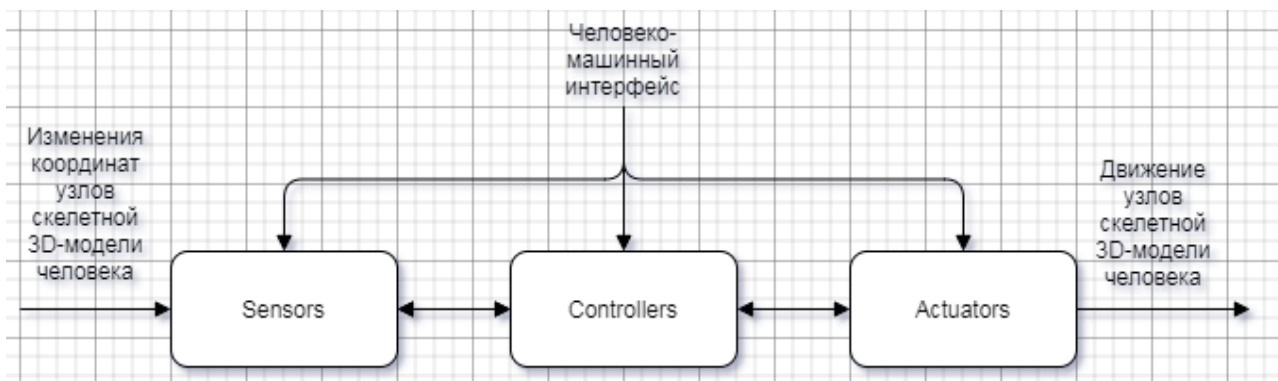 Человеко-
машинный
интерфейс
Изменения
координат
узлов
скелетной
3D-модели
человека
Движение
узлов
скелетной
3D-модели
человека
Sensors
Controllers
Actuators